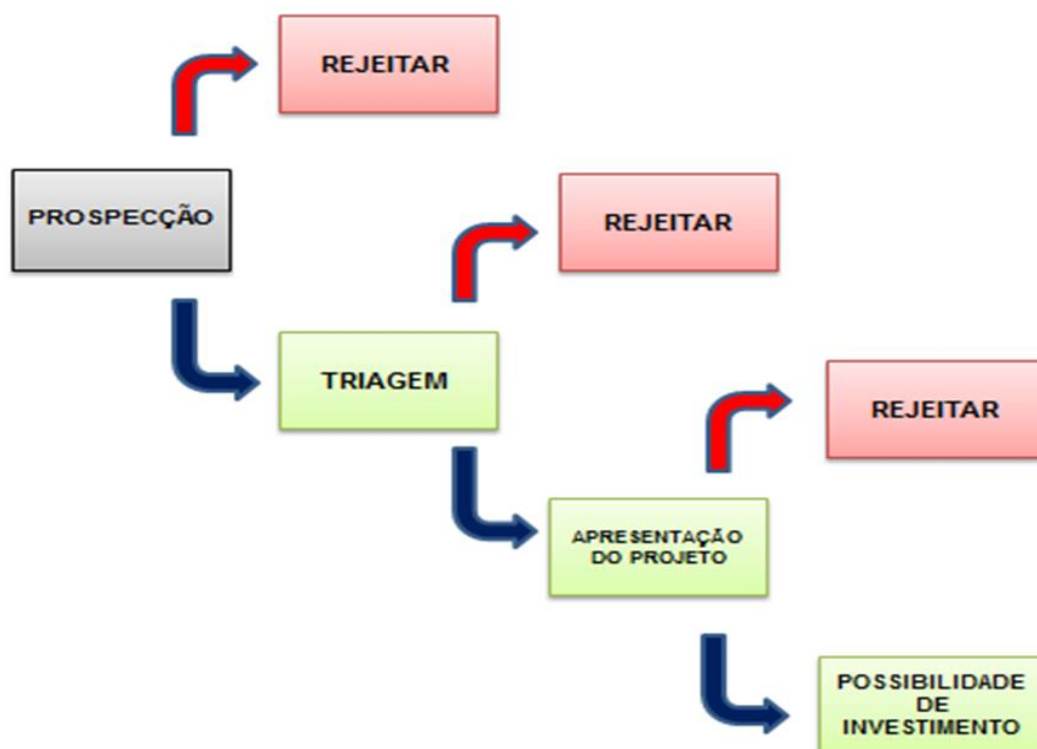 REJEITAR
PROSPECÇÃO
REJEITAR
TRIAGEM
REJEITAR
APRESENTAÇÃO
DO PROJETO
POSSIBILIDADE
DE
INVESTIMENTO